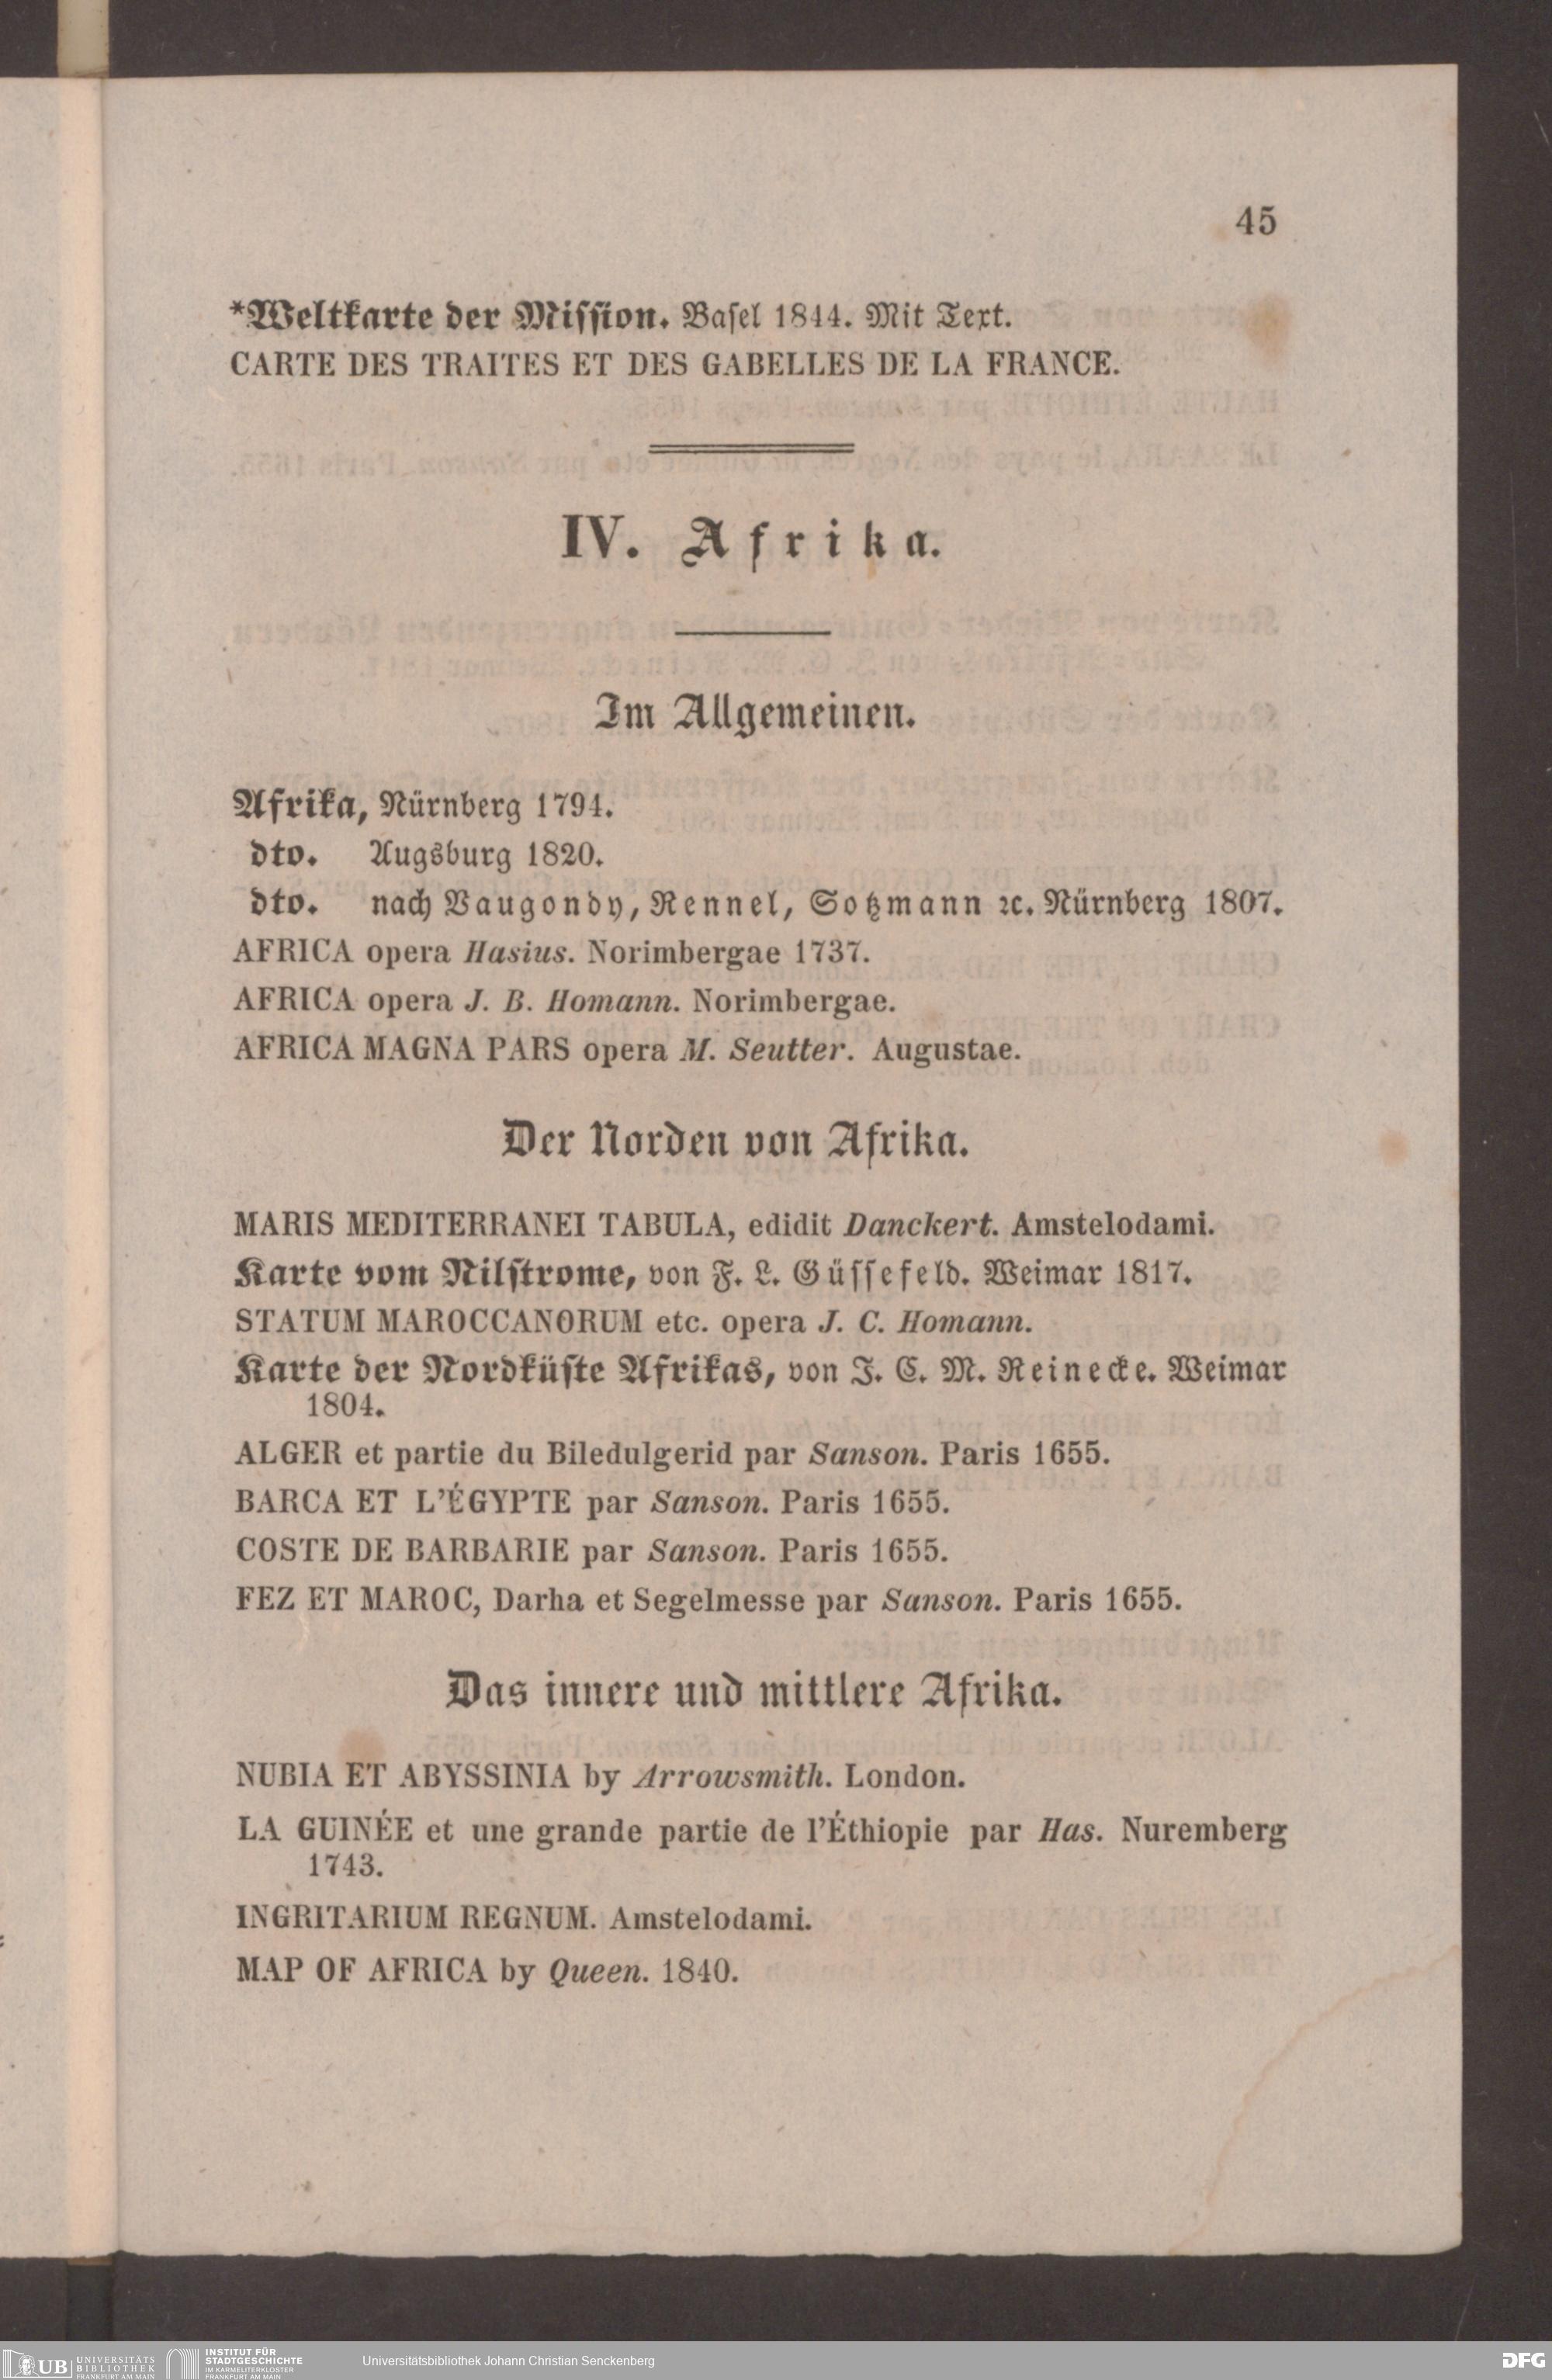 45
*Weltkarte der Mission. Basel 1844. Mit Text.
CARTE DES TRAITES ET DES GABELLES DE LA FRANCE.
IV. Afrika.
Im Allgemeinen.
Afrika, Nürnberg 1794.
dto. Augsburg 1820.
dto. nach Vaugondy, Rennel, Sotzmann ꝛc. Nürnberg 1807.
AFRICA opera Hasius. Norimbergae 1737.
AFRICA opera J. B. Homann. Norimbergae.
AFRICA MAGNA PARS opera M. Seutter. Augustae.
Der Norden von Afrika.
MARIS MEDITERRANEI TABULA, edidit Danckert. Amstelodami.
Karte vom Nilstrome, von F. L. Güssefeld. Weimar 1817.
STATUM MAROCCANORUM etc. opera J. C. Homann.
Karte der Nordküste Afrikas, von J. C. M. Reinecke. Weimar
1804.
ALGER et partie du Biledulgerid par Sanson. Paris 1655.
BARCA ET L'ÉGYPTE par Sanson. Paris 1655.
COSTE DE BARBARIE par Sanson. Paris 1655.
FEZ ET MAROC, Darha et Segelmesse par Sanson. Paris 1655.
Das innere und mittlere Afrika.
NUBIA ET ABYSSINIA by Arrowsmith. London.
LA GUINÉE et une grande partie de l'Éthiopie par Has. Nuremberg
1743.
INGRITARIUM REGNUM. Amstelodami.
MAP OF AFRICA by Queen. 1840.
UB UNIVERSITÄTS
BIBLIOTHEK
FRANKFURT AM MAIN
INSTITUT FÜR
STADTGESCHICHTE
IM KARMELITERKLOSTER
FRANKFURT AM MAIN
Universitätsbibliothek Johann Christian Senckenberg
DFG